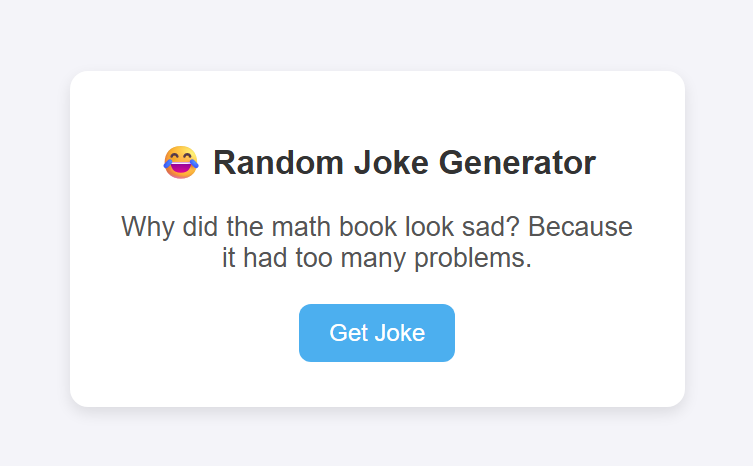 😂 Random Joke Generator
Why did the math book look sad? Because
it had too many problems.
Get Joke